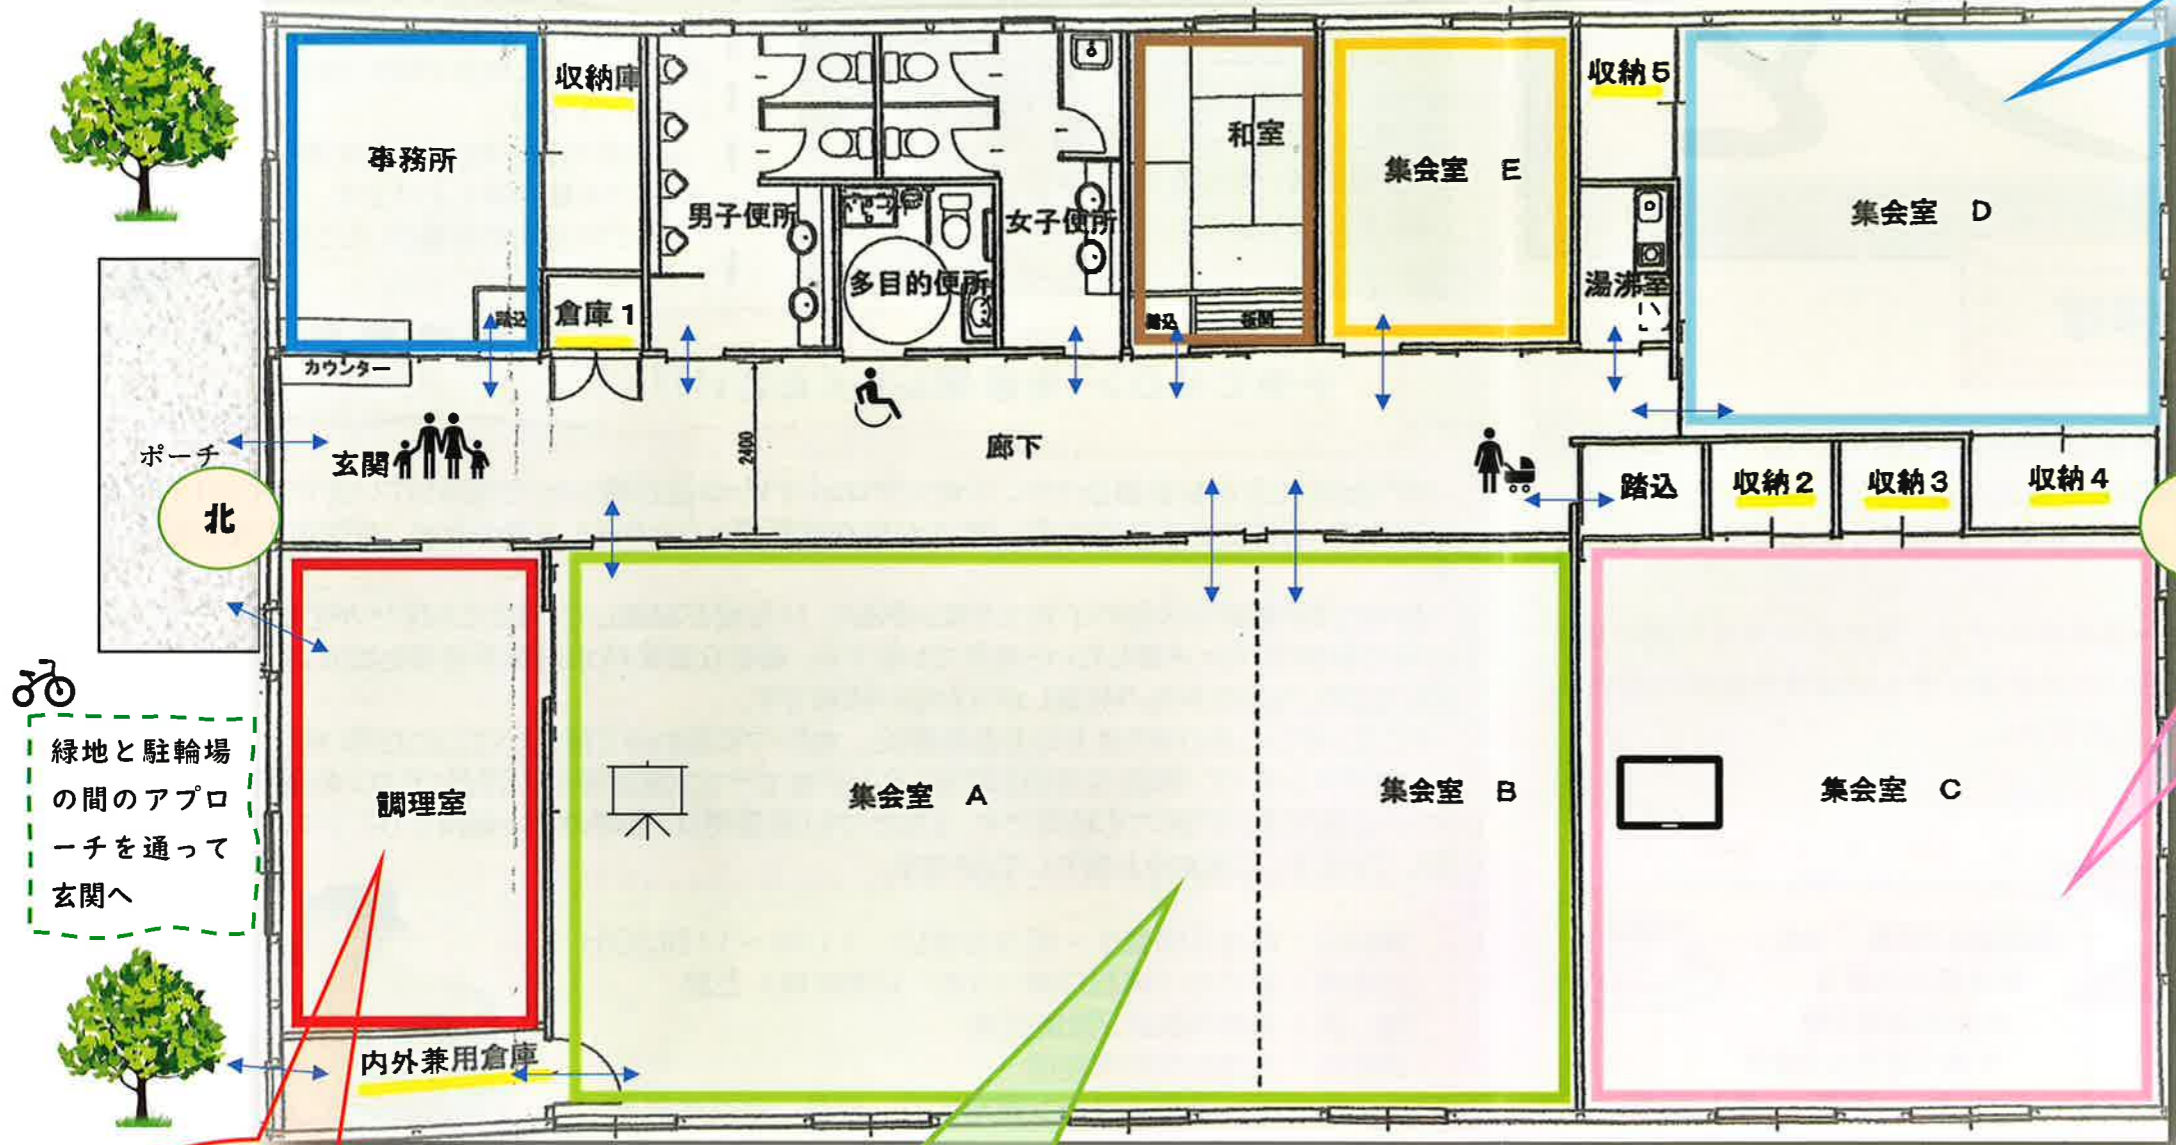 収納庫
収納5
和室
事務所
集会室 E
集会室 D
男子便所
女子便所
多目的便所
湯沸室
踏込
倉庫1
踏込
板間
カウンター
ポーチ
玄関
2400
廊下
踏込
収納2
収納3
収納4
北
緑地と駐輪場
の間のアプロ
ーチを通って
玄関へ
調理室
集会室 A
集会室 B
集会室 C
内外兼用倉庫